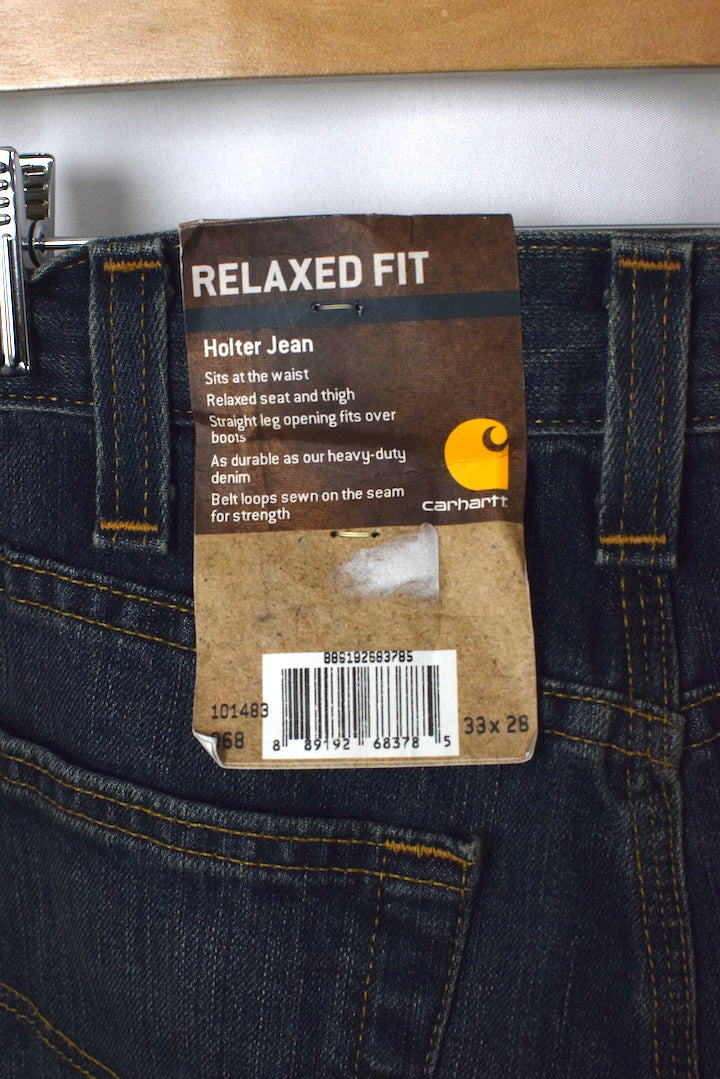 RELAXED FIT
Holter Jean
Sits at the waist
Relaxed seat and thigh
Straight leg opening fits over
boots
As durable as our heavy-duty
denim
Belt loops sewn on the seam
for strength
carhartt
889192683785
101483
33 x 28
8 89192 68378 5